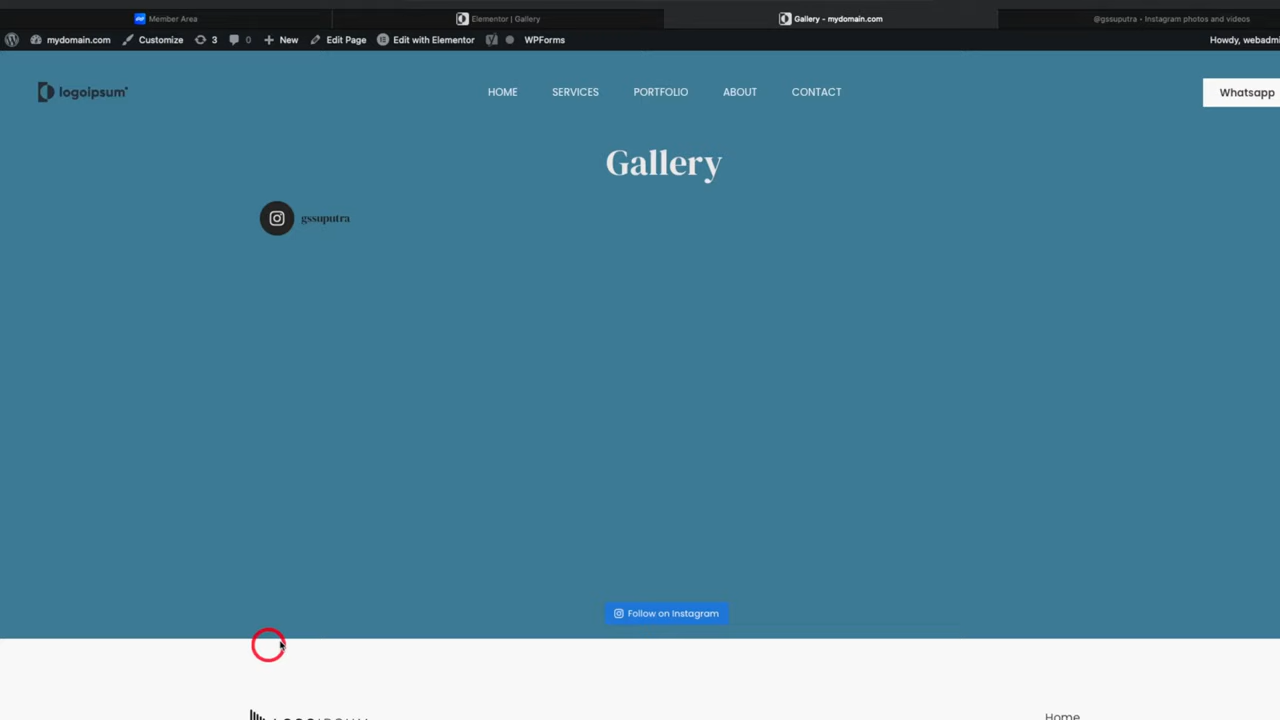 Member Area
Elementor | Gallery
Gallery - mydomain.com
@gssuputra • Instagram photos and videos
mydomain.com
Customize
3
0
New
Edit Page
Edit with Elementor
WPForms
Howdy, webadmi
logoipsum
HOME
SERVICES
PORTFOLIO
ABOUT
CONTACT
Whatsapp
Gallery
gssuputra
Follow on Instagram
Home